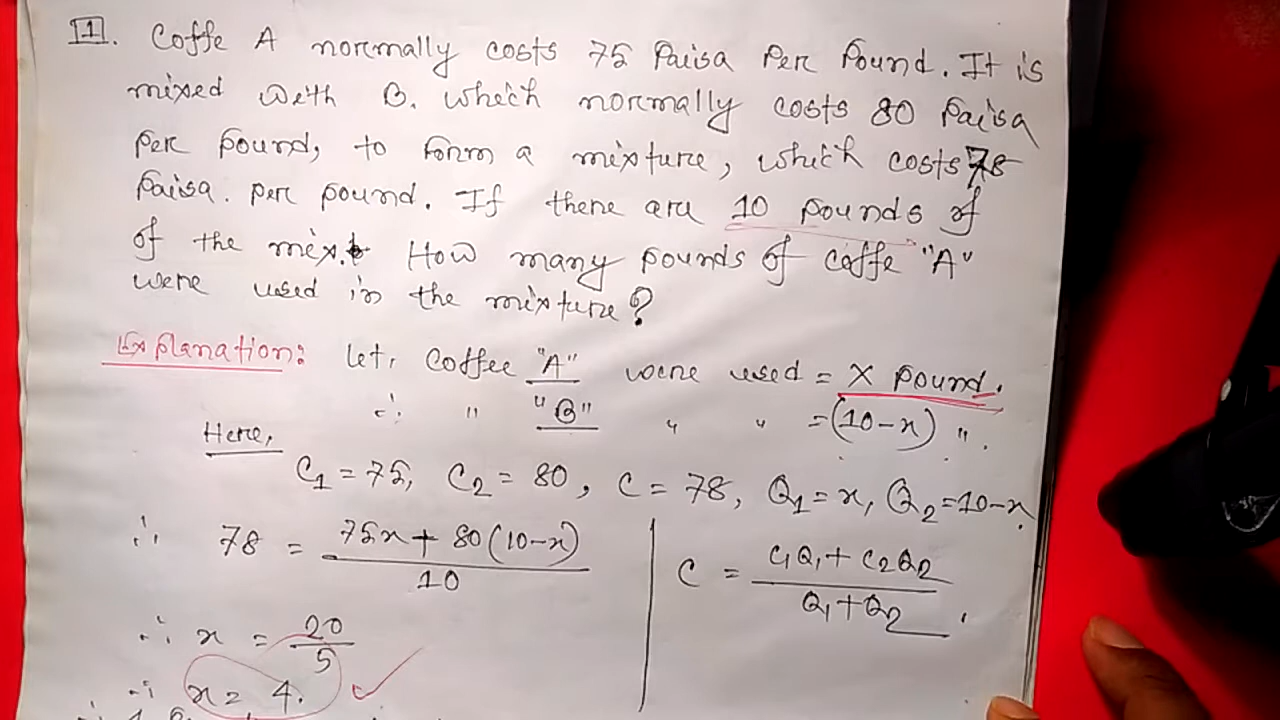 1. Coffe A normally costs 75 Paisa Per Pound. It is
mixed with B. which normally costs 80 Paisa
Per pound, to form a mixture, which costs 78
Paisa. per pound. If there are 10 pounds of
of the mix. How many pounds of coffe "A"
were used in the mixture?
Explanation: Let, Coffee "A" were used = x pound.
∴ " "B" " " = (10-x) ".
Here,
C1 = 75, C2 = 80, C = 78, Q1 = x, Q2 = 10-x.
∴ 78 = (75x + 80(10-x))/10
C = (C1Q1 + C2Q2)/(Q1+Q2).
∴ x = 20/5
∴ x = 4.